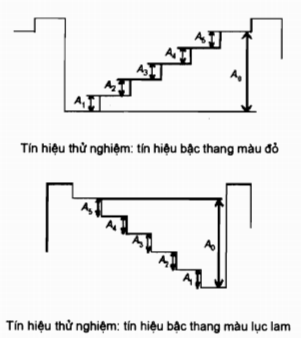 A₅
A₄
A₃
A₂
A₁
A₀
Tín hiệu thử nghiệm: tín hiệu bậc thang màu đỏ
A₅
A₄
A₃
A₂
A₁
A₀
Tín hiệu thử nghiệm: tín hiệu bậc thang màu lục lam